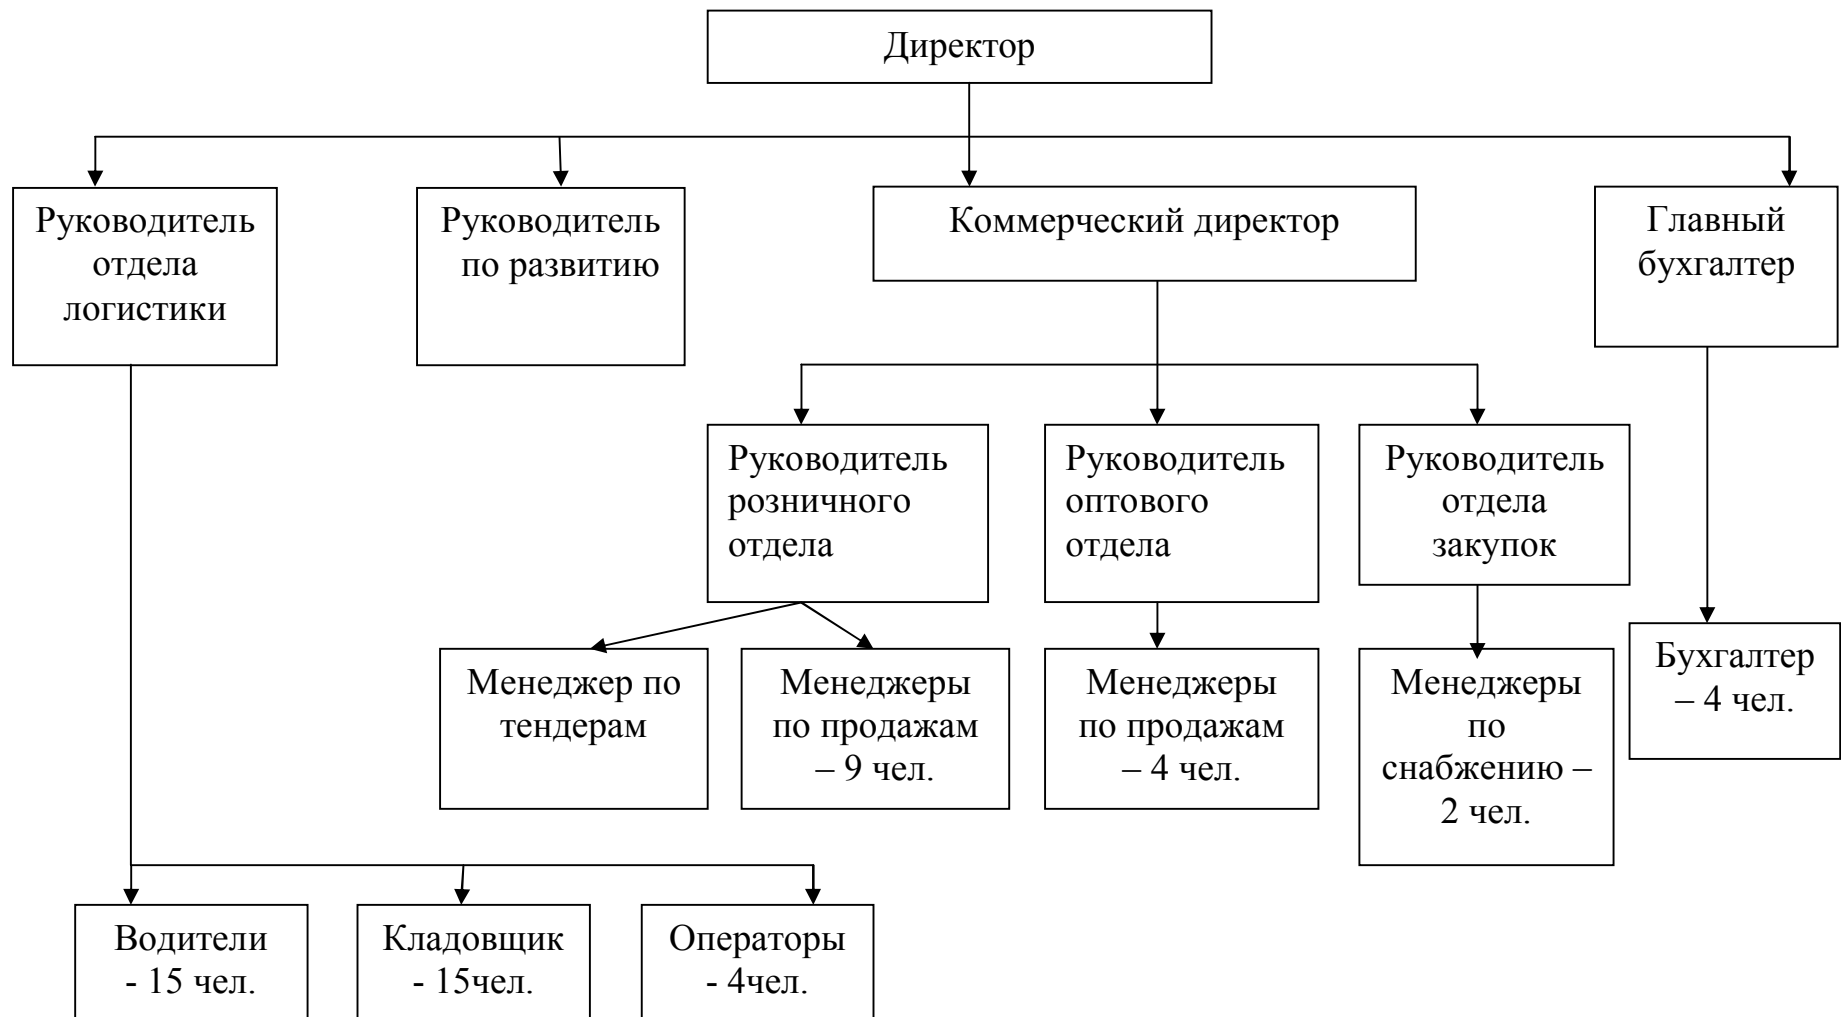 Директор
Руководитель
отдела
логистики
Руководитель
по развитию
Коммерческий директор
Главный
бухгалтер
Руководитель
розничного
отдела
Руководитель
оптового
отдела
Руководитель
отдела
закупок
Менеджер по
тендерам
Менеджеры
по продажам
– 9 чел.
Менеджеры
по продажам
– 4 чел.
Менеджеры
по
снабжению –
2 чел.
Бухгалтер
– 4 чел.
Водители
- 15 чел.
Кладовщик
- 15чел.
Операторы
- 4чел.